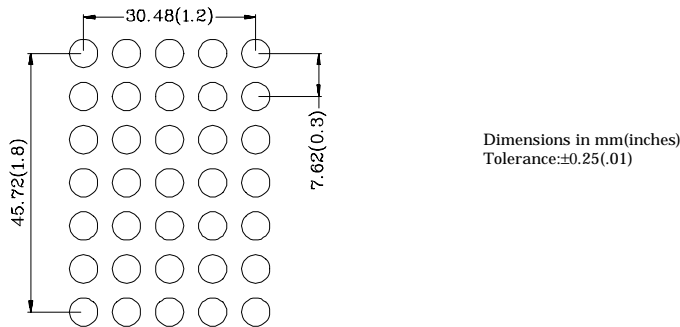 30.48(1.2)
45.72(1.8)
7.62(0.3)
Dimensions in mm(inches)
Tolerance:±0.25(.01)